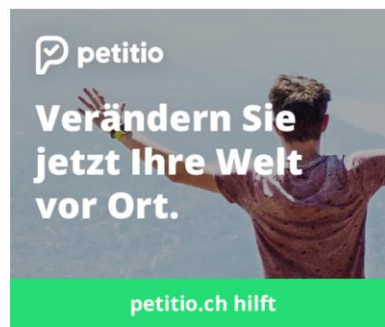 petitio
Verändern Sie
jetzt Ihre Welt
vor Ort.
petitio.ch hilft